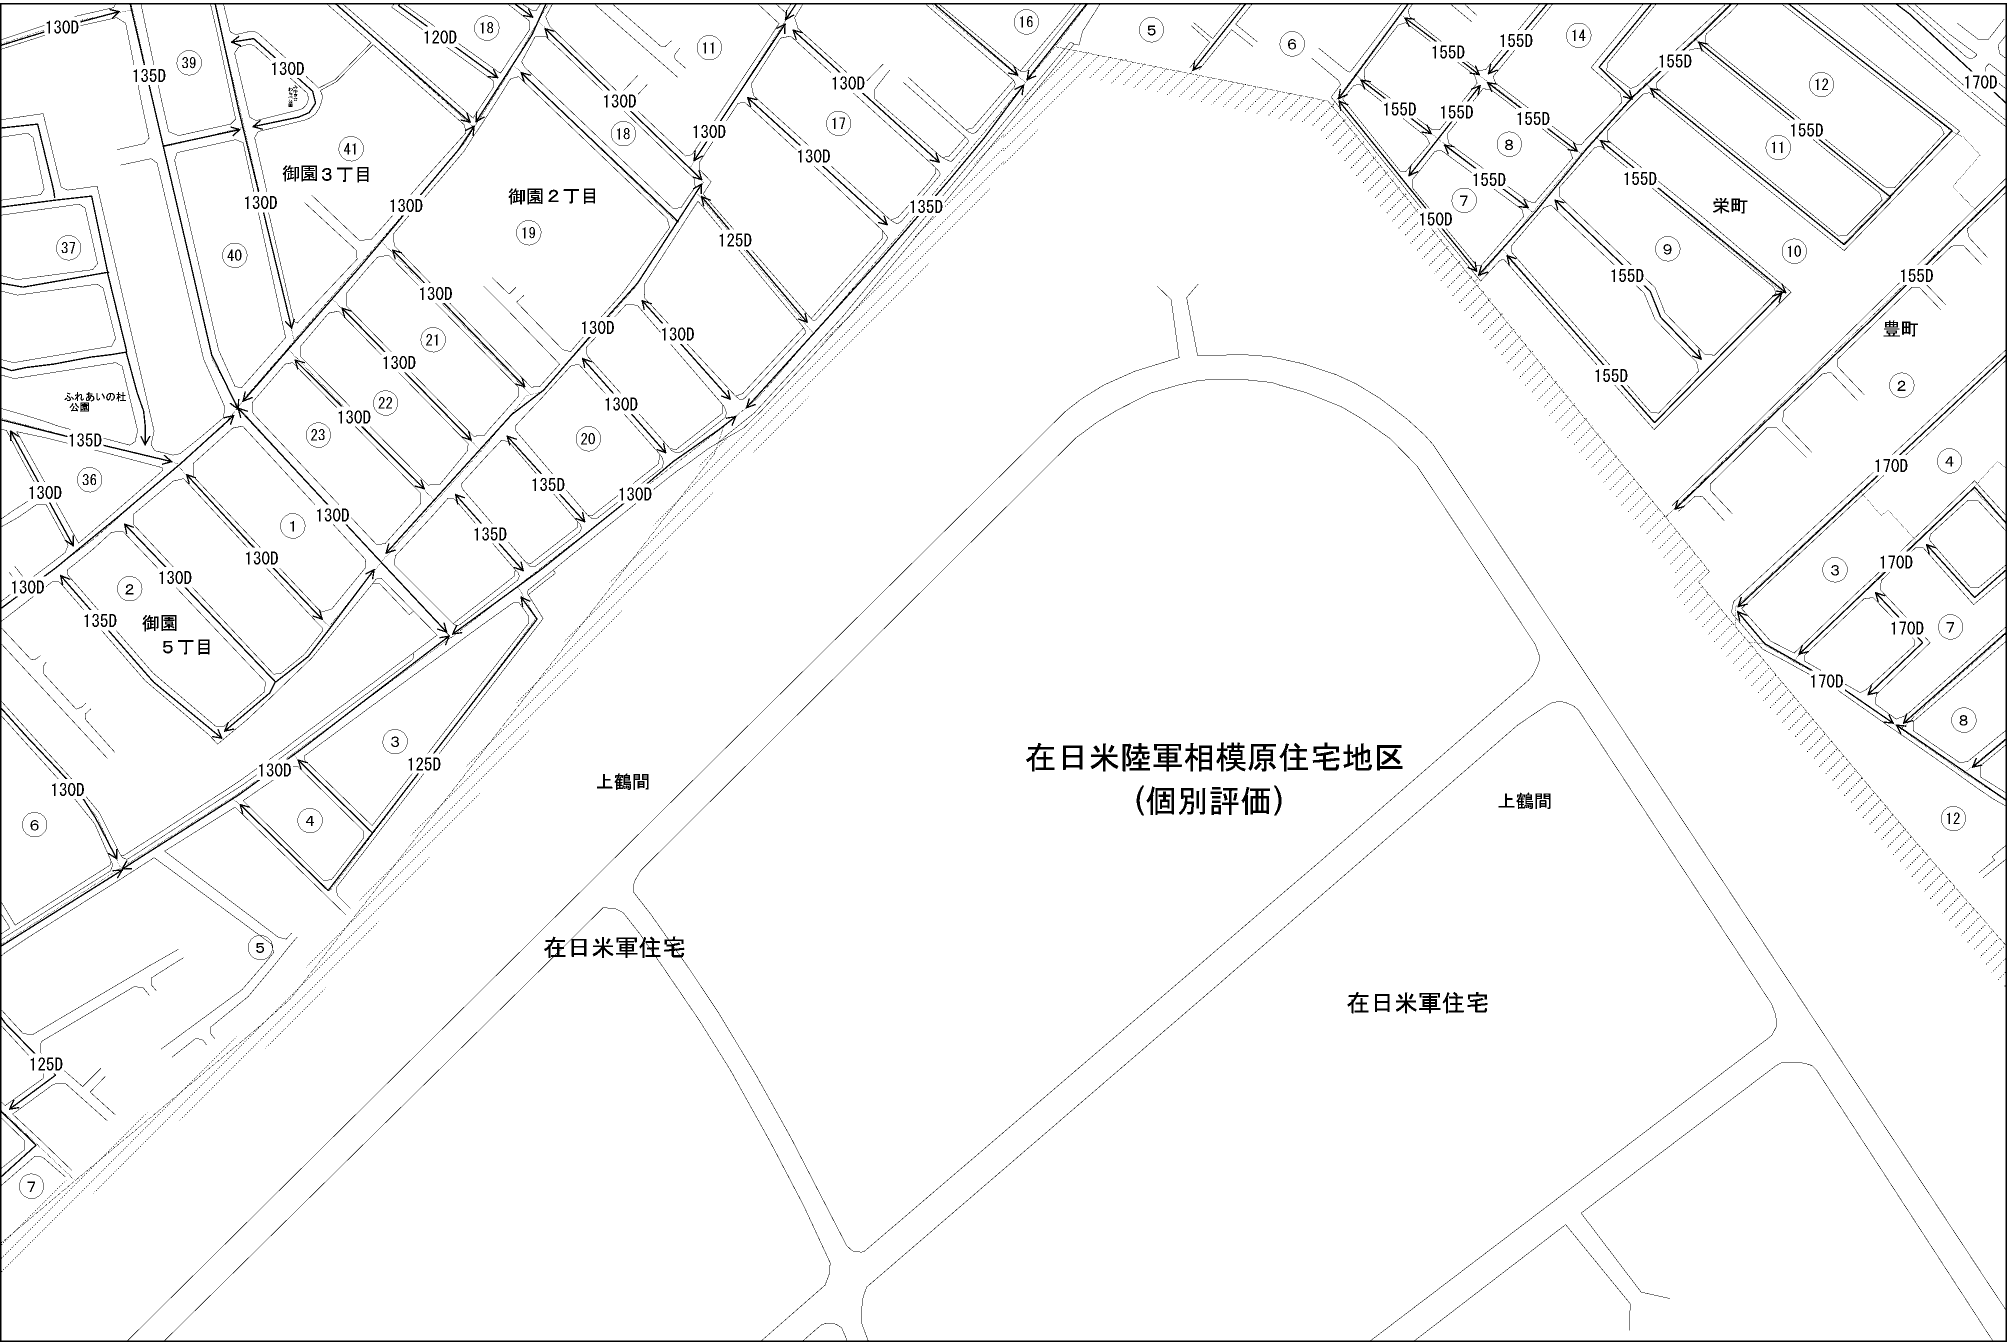 130D
120D
18
11
16
5
6
14
155D
155D
155D
12
170D
39
135D
130D
130D
130D
155D
155D
155D
155D
18
17
130D
41
130D
8
11
155D
御園３丁目
130D
130D
御園２丁目
135D
155D
155D
7
栄町
150D
37
40
19
125D
9
10
155D
155D
130D
21
130D
130D
豊町
130D
22
130D
155D
2
ふれあいの杜
公園
23
130D
20
135D
36
170D
4
130D
130D
135D
130D
135D
1
130D
130D
130D
2
135D
御園
５丁目
3
170D
7
170D
170D
8
3
130D
125D
上鶴間
在日米陸軍相模原住宅地区
(個別評価)
上鶴間
130D
6
4
12
5
在日米軍住宅
在日米軍住宅
125D
7